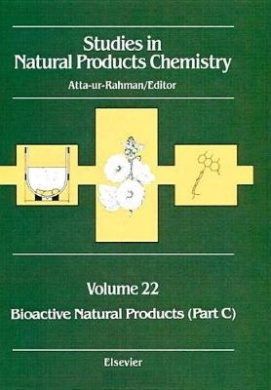 Studies in
Natural Products Chemistry
Atta-ur-Rahman/Editor
Volume 22
Bioactive Natural Products (Part C)
Elsevier